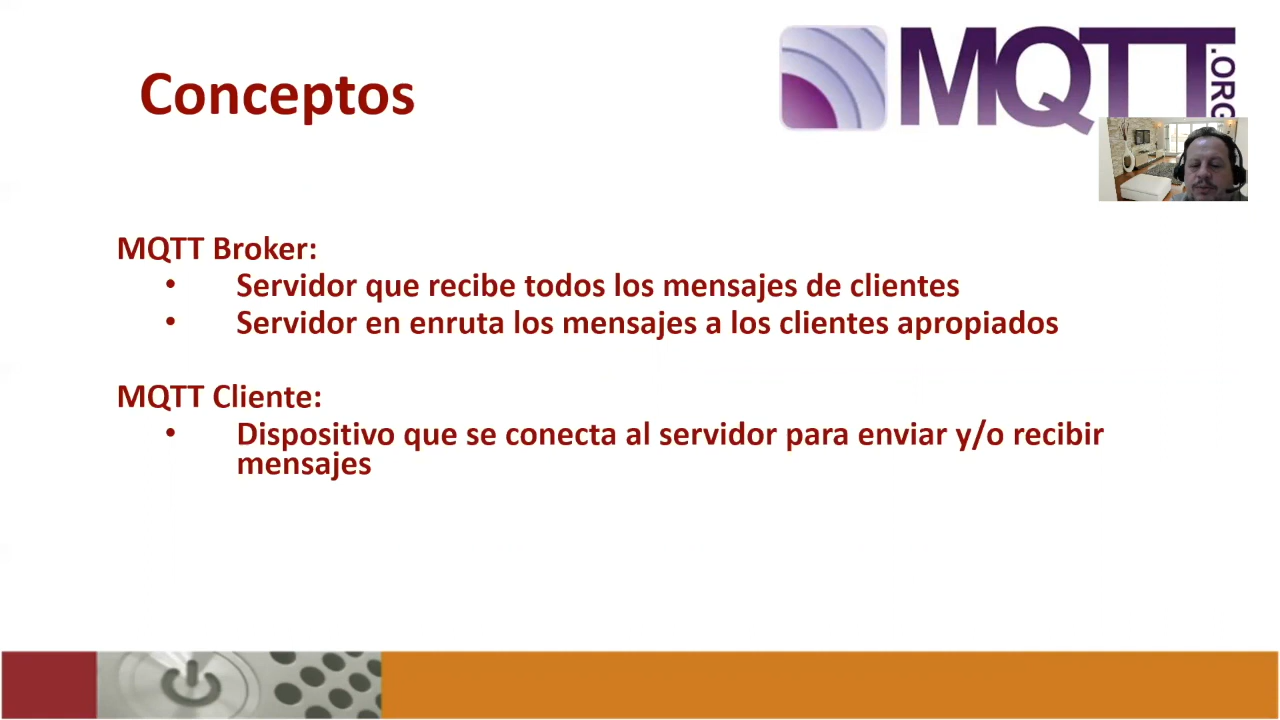 Conceptos
MQTT
.ORG
MQTT Broker:
• Servidor que recibe todos los mensajes de clientes
• Servidor en enruta los mensajes a los clientes apropiados
MQTT Cliente:
• Dispositivo que se conecta al servidor para enviar y/o recibir
mensajes